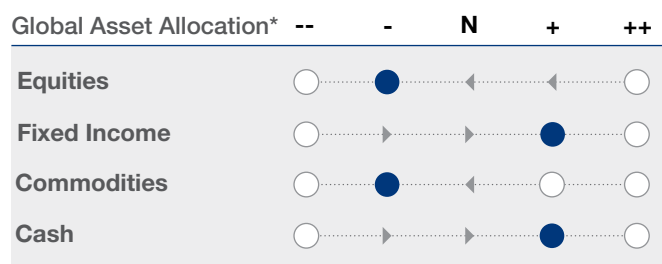 Global Asset Allocation* -- - N + ++
Equities
Fixed Income
Commodities
Cash